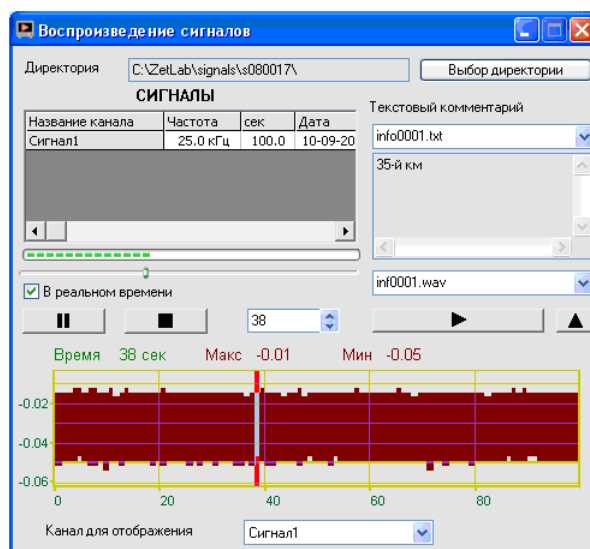 Воспроизведение сигналов
Директория C:\ZetLab\signals\s080017\ Выбор директории
СИГНАЛЫ
Название канала Частота сек Дата
Сигнал1 25.0 кГц 100.0 10-09-20
Текстовый комментарий
info0001.txt
35-й км
inf0001.wav
В реальном времени
38
Время 38 сек Макс -0.01 Мин -0.05
-0.02
-0.04
-0.06
0 20 40 60 80
Канал для отображения Сигнал1